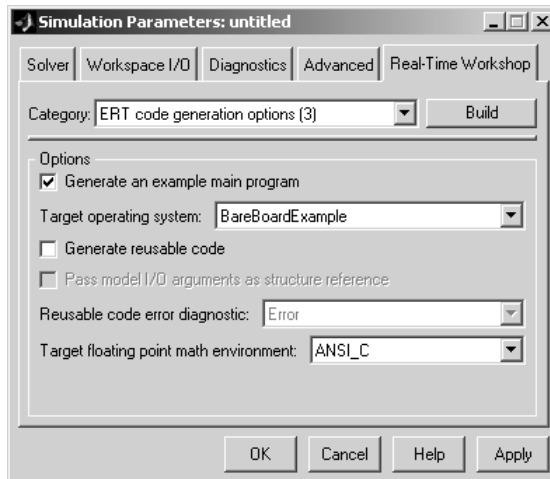 Simulation Parameters: untitled
Solver Workspace I/O Diagnostics Advanced Real-Time Workshop
Category: ERT code generation options (3) Build
Options
Generate an example main program
Target operating system: BareBoardExample
Generate reusable code
Pass model I/O arguments as structure reference
Reusable code error diagnostic: Error
Target floating point math environment: ANSI_C
OK Cancel Help Apply